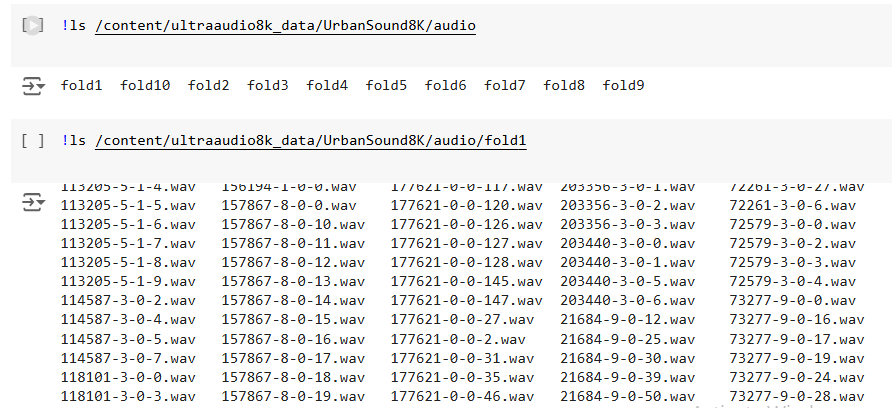 [ ] !ls /content/ultraaudio8k_data/UrbanSound8K/audio
fold1 fold10 fold2 fold3 fold4 fold5 fold6 fold7 fold8 fold9
[ ] !ls /content/ultraaudio8k_data/UrbanSound8K/audio/fold1
113205-5-1-4.wav 156194-1-0-0.wav 177621-0-0-117.wav 203356-3-0-1.wav 72261-3-0-27.wav
113205-5-1-5.wav 157867-8-0-0.wav 177621-0-0-120.wav 203356-3-0-2.wav 72261-3-0-6.wav
113205-5-1-6.wav 157867-8-0-10.wav 177621-0-0-126.wav 203356-3-0-3.wav 72579-3-0-0.wav
113205-5-1-7.wav 157867-8-0-11.wav 177621-0-0-127.wav 203440-3-0-0.wav 72579-3-0-2.wav
113205-5-1-8.wav 157867-8-0-12.wav 177621-0-0-128.wav 203440-3-0-1.wav 72579-3-0-3.wav
113205-5-1-9.wav 157867-8-0-13.wav 177621-0-0-145.wav 203440-3-0-5.wav 72579-3-0-4.wav
114587-3-0-2.wav 157867-8-0-14.wav 177621-0-0-147.wav 203440-3-0-6.wav 73277-9-0-0.wav
114587-3-0-4.wav 157867-8-0-15.wav 177621-0-0-27.wav 21684-9-0-12.wav 73277-9-0-16.wav
114587-3-0-5.wav 157867-8-0-16.wav 177621-0-0-2.wav 21684-9-0-25.wav 73277-9-0-17.wav
114587-3-0-7.wav 157867-8-0-17.wav 177621-0-0-31.wav 21684-9-0-30.wav 73277-9-0-19.wav
118101-3-0-0.wav 157867-8-0-18.wav 177621-0-0-35.wav 21684-9-0-39.wav 73277-9-0-24.wav
118101-3-0-3.wav 157867-8-0-19.wav 177621-0-0-46.wav 21684-9-0-50.wav 73277-9-0-28.wav